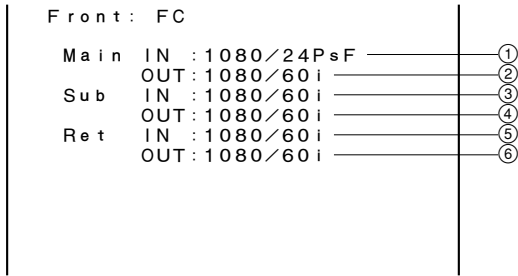 Front: FC
Main IN :1080/24PsF ①
OUT:1080/60i ②
Sub IN :1080/60i ③
OUT:1080/60i ④
Ret IN :1080/60i ⑤
OUT:1080/60i ⑥